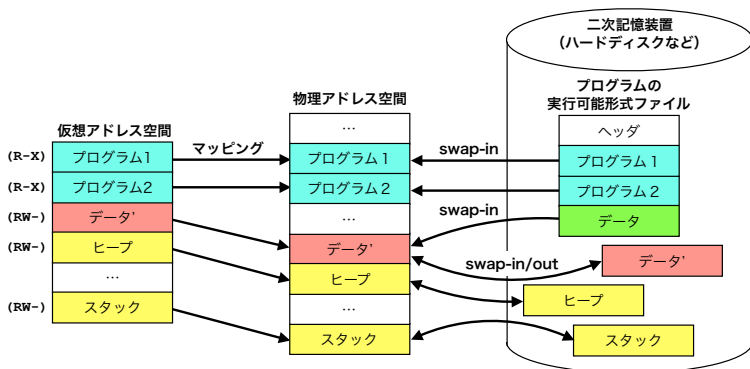 二次記憶装置
(ハードディスクなど)
プログラムの
実行可能形式ファイル
ヘッダ
プログラム1
プログラム2
データ
データ'
ヒープ
スタック
物理アドレス空間
…
プログラム1
プログラム2
…
データ'
ヒープ
…
スタック
仮想アドレス空間
(R-X)
プログラム1
(R-X)
プログラム2
(RW-)
データ'
(RW-)
ヒープ
…
(RW-)
スタック
マッピング
swap-in
swap-in
swap-in/out